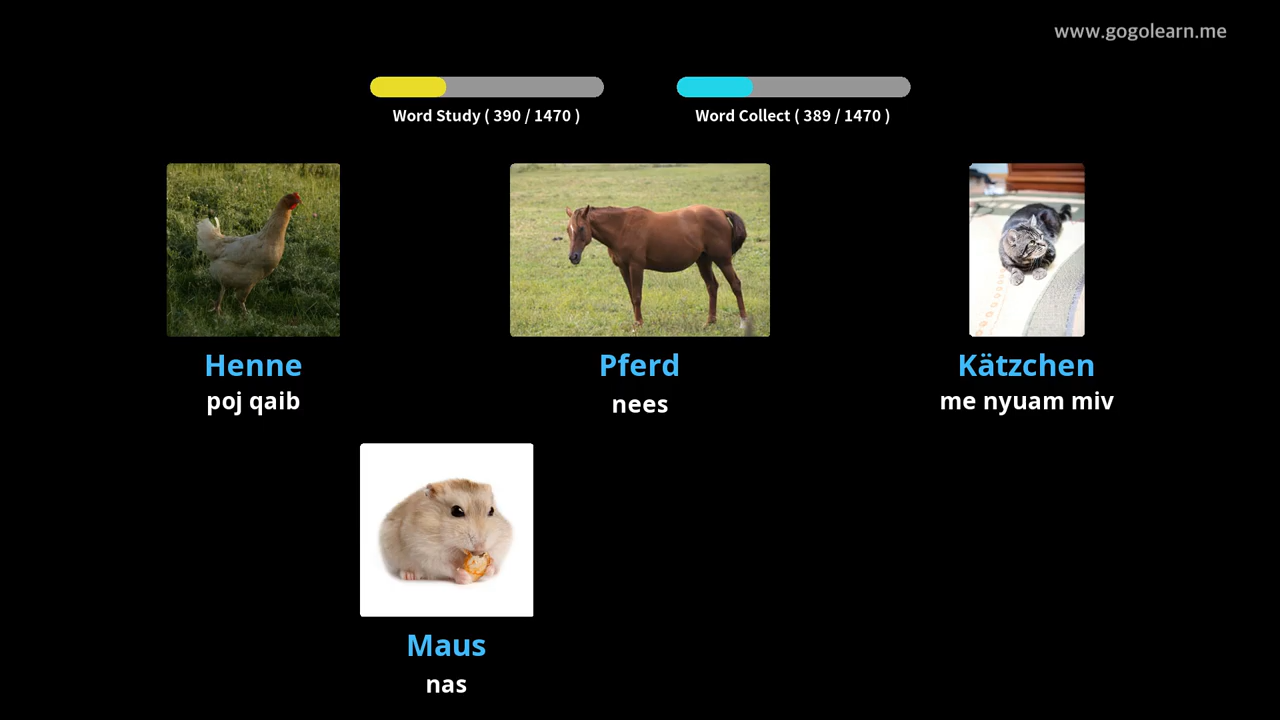 www.gogolearn.me
Word Study ( 390 / 1470 )
Word Collect ( 389 / 1470 )
Henne
poj qaib
Pferd
nees
Kätzchen
me nyuam miv
Maus
nas